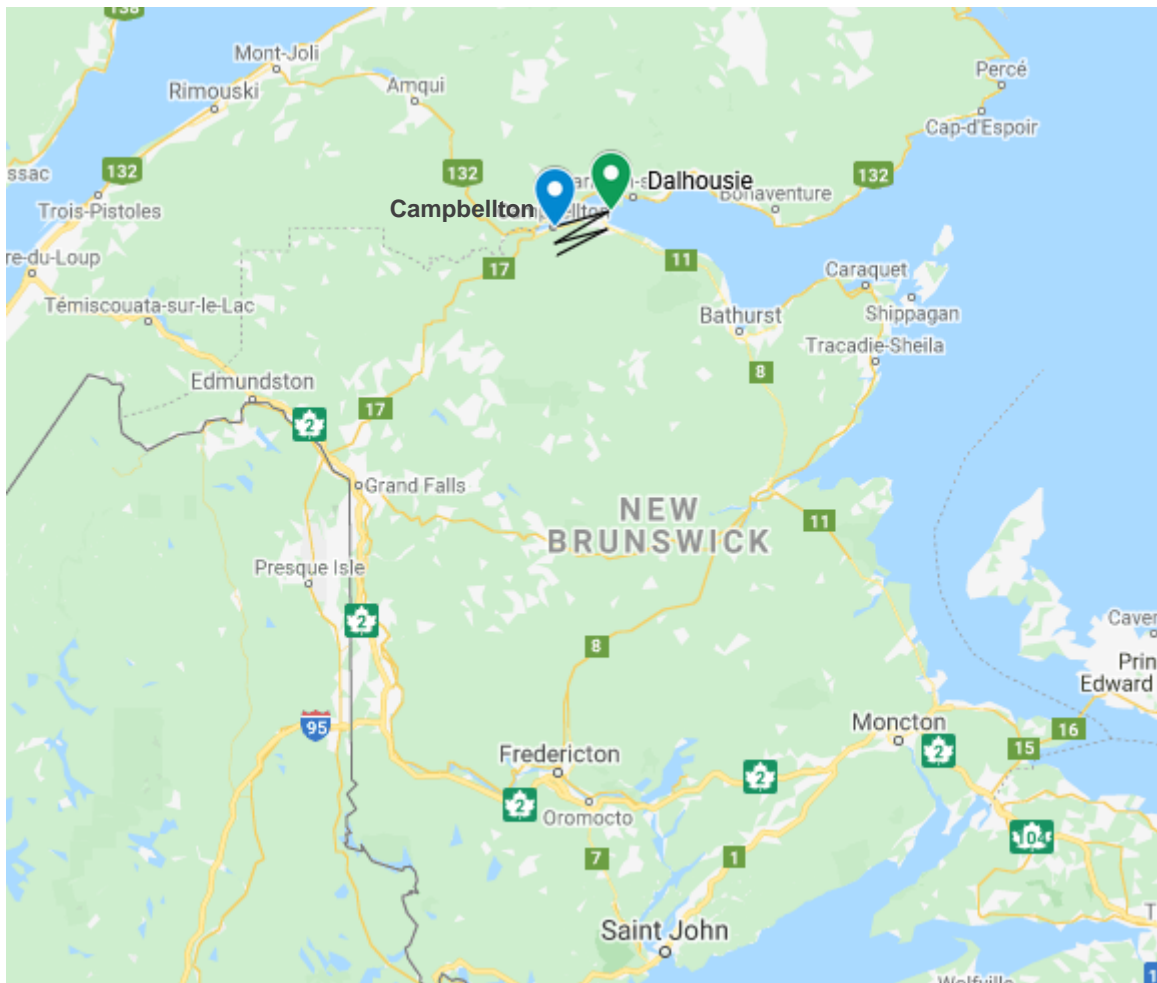 138
Mont-Joli
Percé
Rimouski
Amqui
Cap-d'Espoir
ssac
132
132
132
Dalhousie
Trois-Pistoles
Campbellton
Bonaventure
re-du-Loup
17
11
Caraquet
Témiscouata-sur-le-Lac
Shippagan
Bathurst
Tracadie-Sheila
8
Edmundston
17
2
Grand Falls
NEW
BRUNSWICK
11
Presque Isle
2
Caver
8
Prin
Edward
95
Moncton
16
15
2
Fredericton
2
2
Oromocto
104
7
1
Saint John
T
1
Wolfville